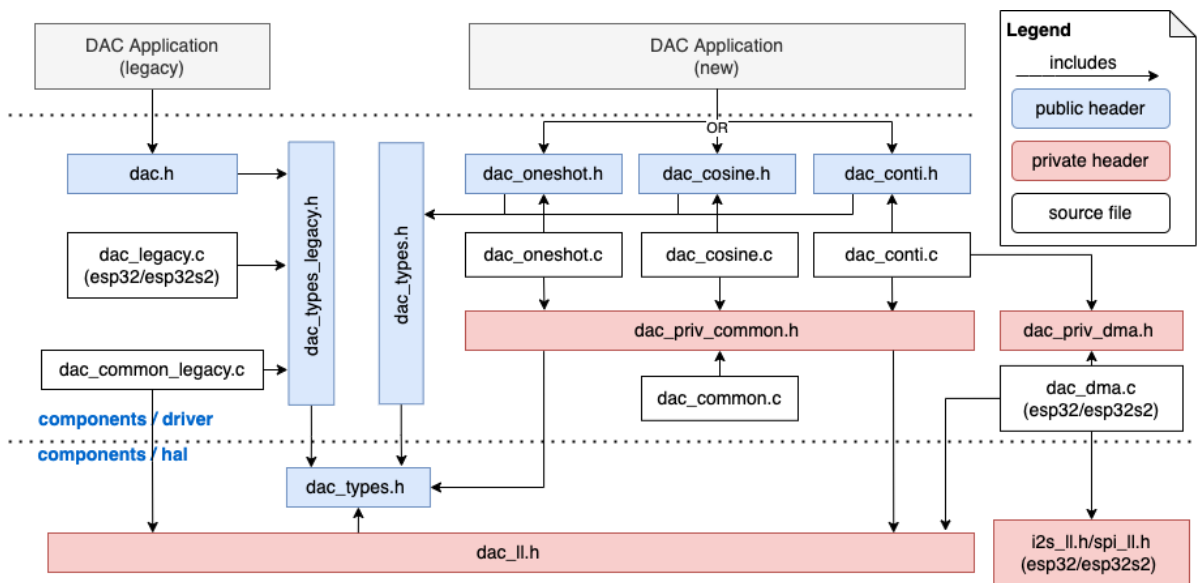 DAC Application
(legacy)
DAC Application
(new)
Legend
includes
public header
private header
source file
OR
dac.h
dac_types_legacy.h
dac_types.h
dac_oneshot.h
dac_cosine.h
dac_conti.h
dac_legacy.c
(esp32/esp32s2)
dac_oneshot.c
dac_cosine.c
dac_conti.c
dac_priv_common.h
dac_priv_dma.h
dac_common_legacy.c
dac_common.c
dac_dma.c
(esp32/esp32s2)
components / driver
components / hal
dac_types.h
dac_ll.h
i2s_ll.h/spi_ll.h
(esp32/esp32s2)